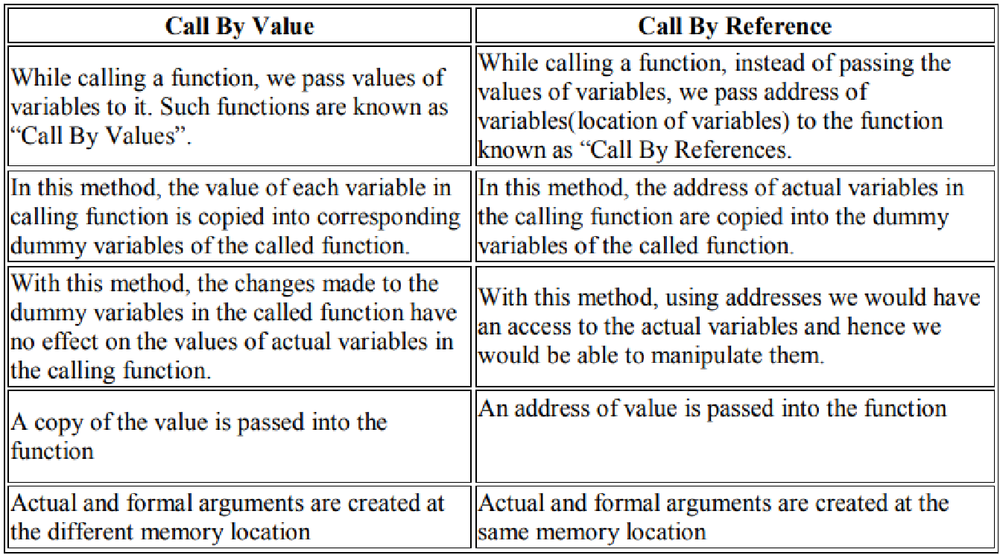 Call By Value
Call By Reference
While calling a function, we pass values of
variables to it. Such functions are known as
“Call By Values”.
While calling a function, instead of passing the
values of variables, we pass address of
variables(location of variables) to the function
known as “Call By References.
In this method, the value of each variable in
calling function is copied into corresponding
dummy variables of the called function.
In this method, the address of actual variables in
the calling function are copied into the dummy
variables of the called function.
With this method, the changes made to the
dummy variables in the called function have
no effect on the values of actual variables in
the calling function.
With this method, using addresses we would have
an access to the actual variables and hence we
would be able to manipulate them.
A copy of the value is passed into the
function
An address of value is passed into the function
Actual and formal arguments are created at
the different memory location
Actual and formal arguments are created at the
same memory location